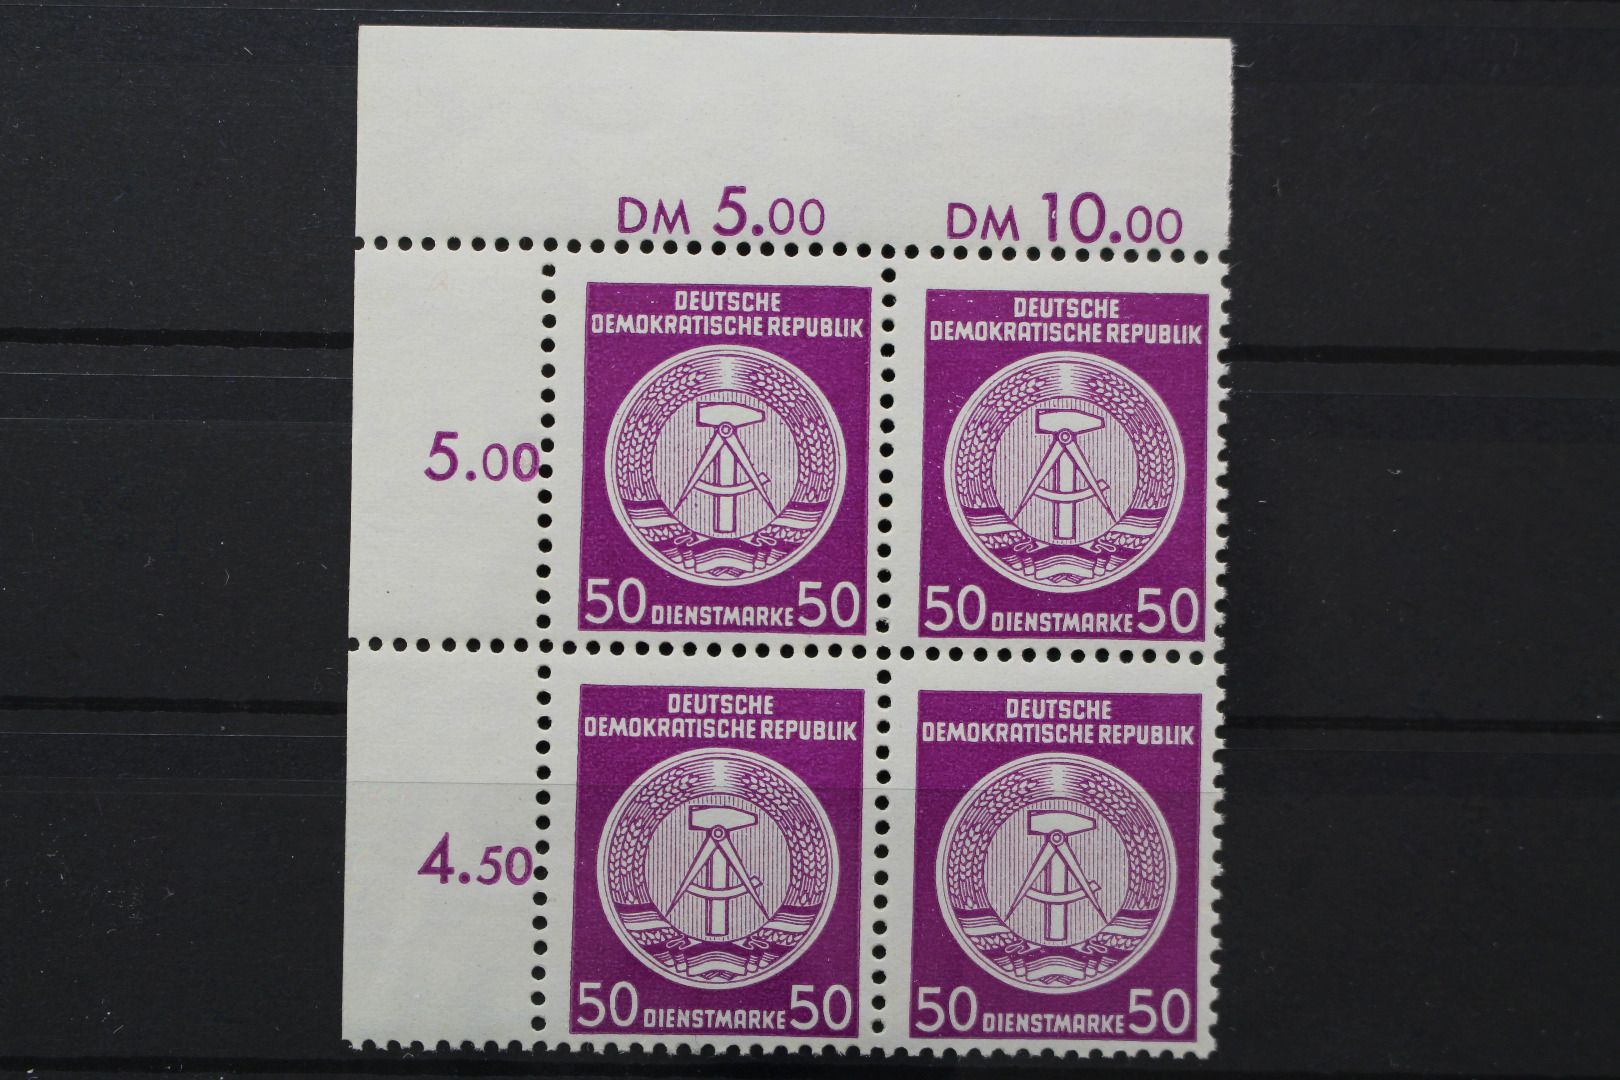 DM 5.00 DM 10.00
DEUTSCHE
DEMOKRATISCHE REPUBLIK
50 DIENSTMARKE 50
DEUTSCHE
DEMOKRATISCHE REPUBLIK
50 DIENSTMARKE 50
5.00
DEUTSCHE
DEMOKRATISCHE REPUBLIK
50 DIENSTMARKE 50
DEUTSCHE
DEMOKRATISCHE REPUBLIK
50 DIENSTMARKE 50
4.50